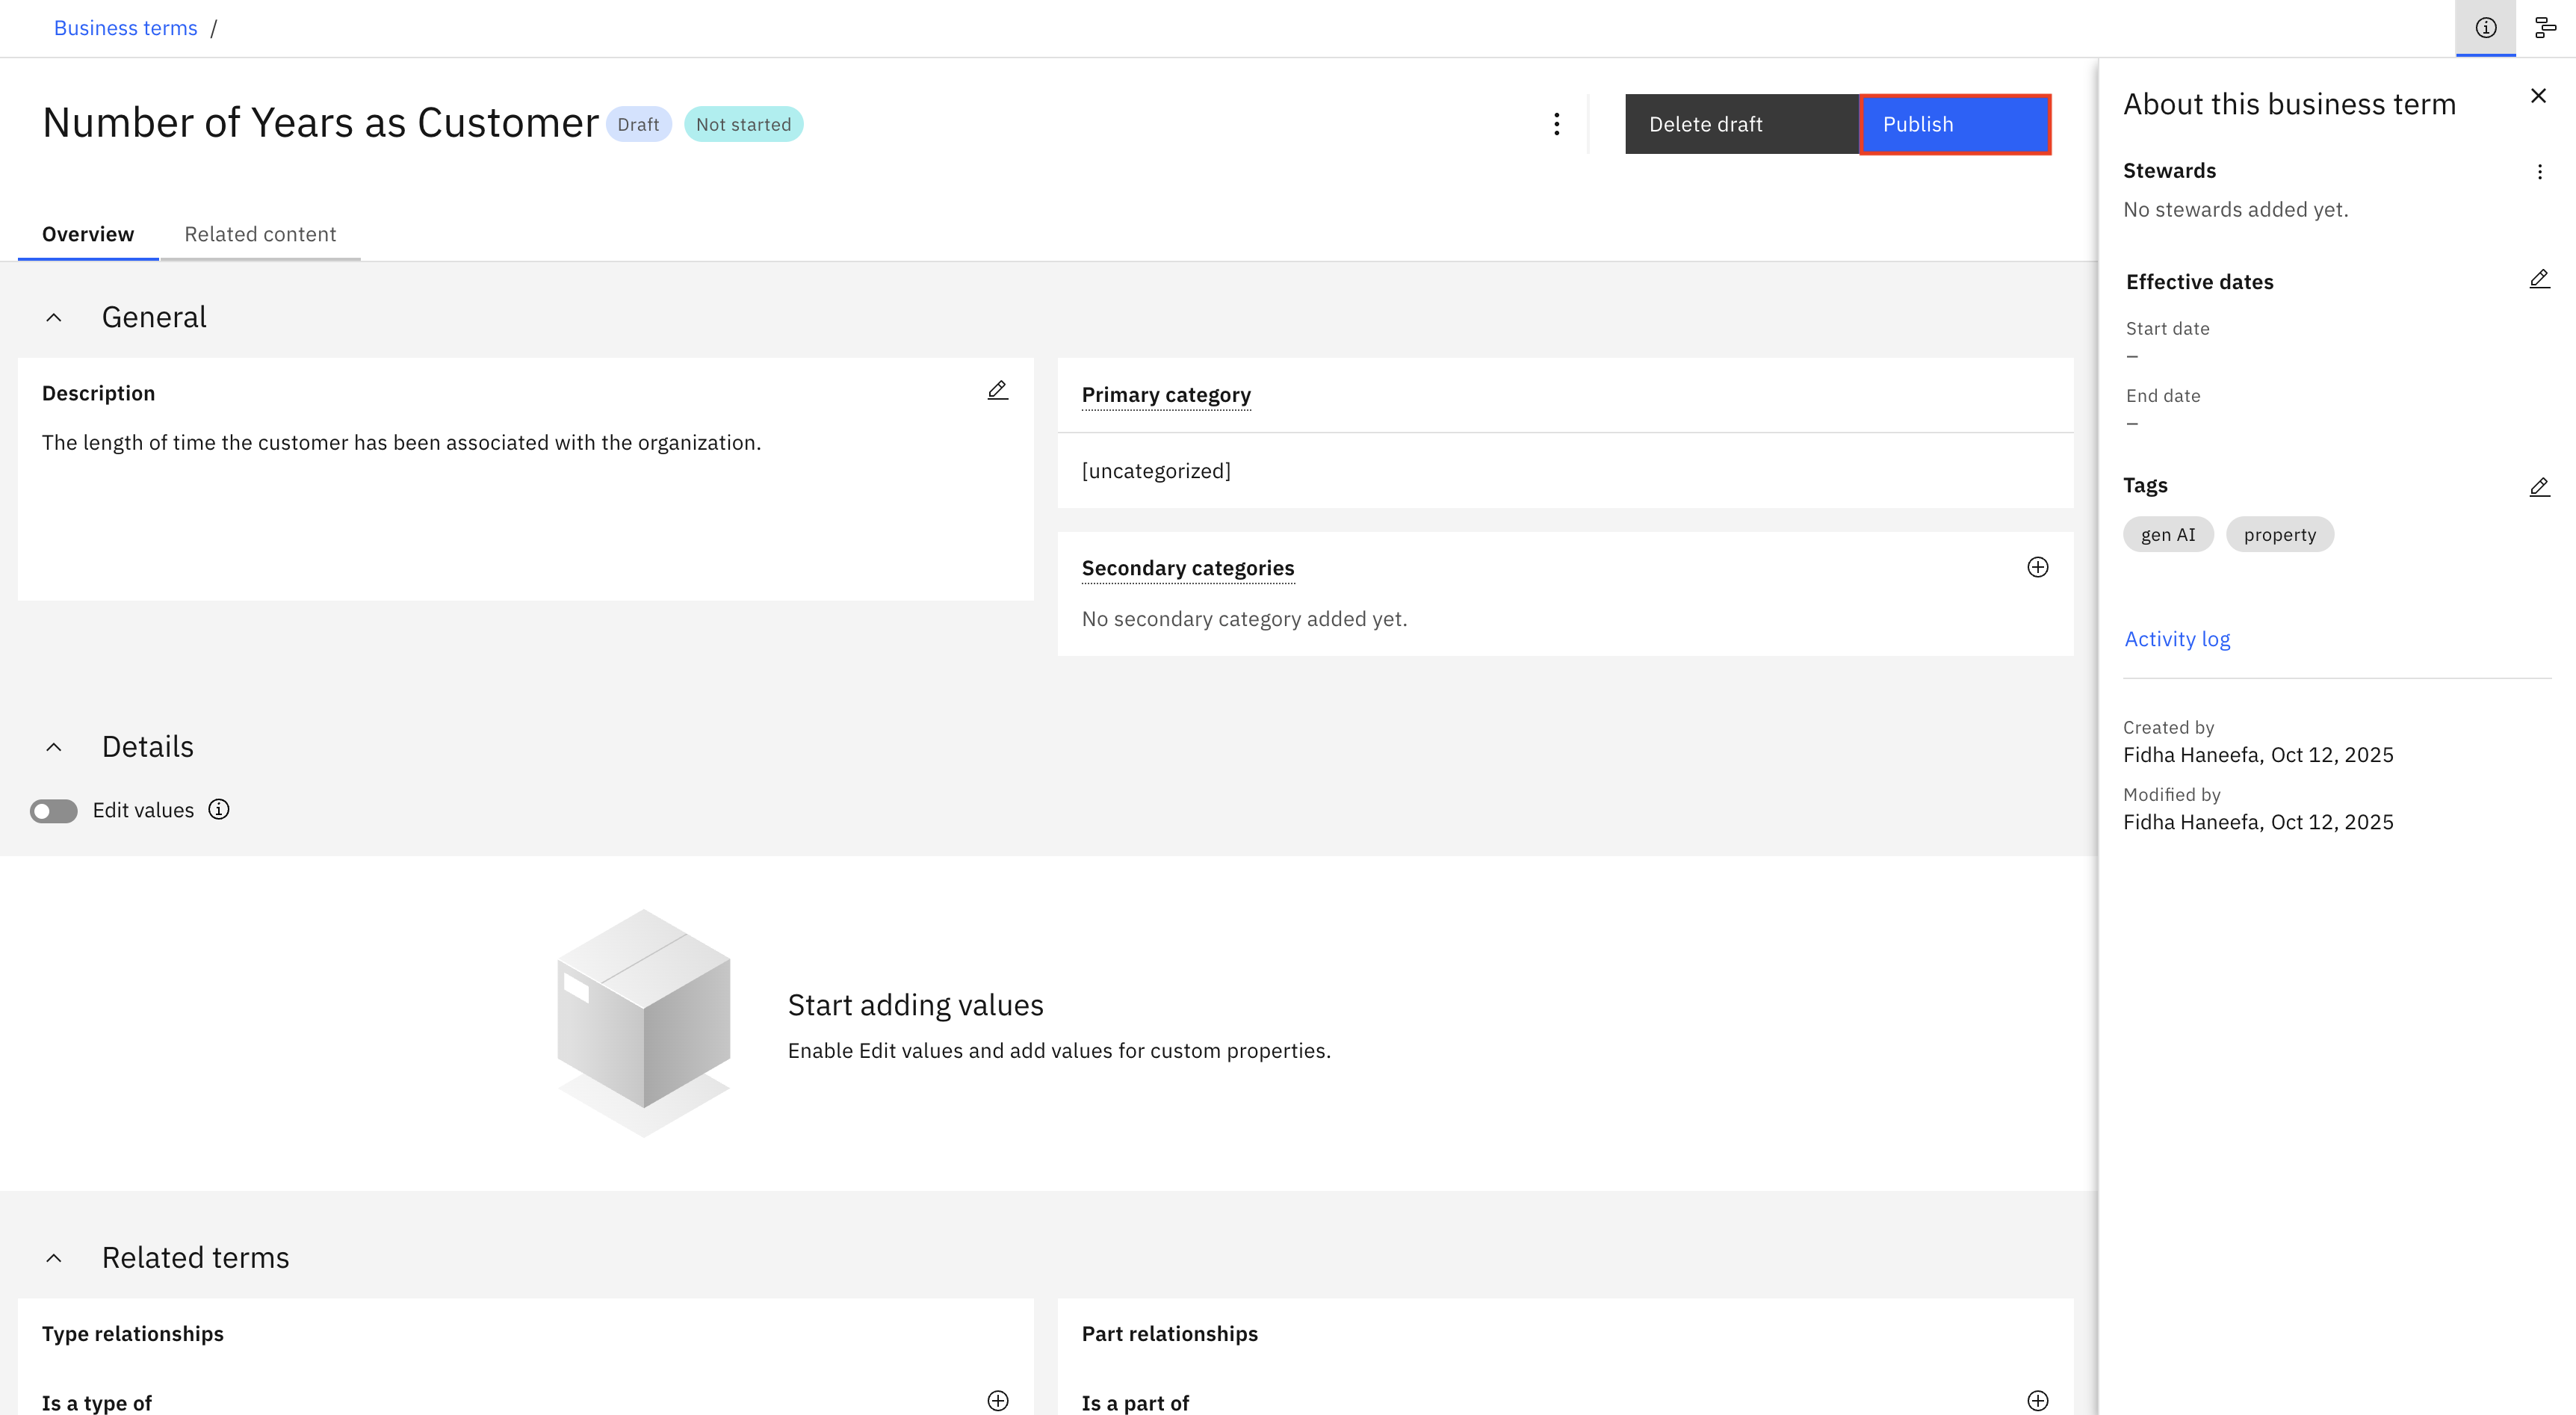 Business terms /
Number of Years as Customer
Draft
Not started
Delete draft
Publish
Overview
Related content
General
Description
The length of time the customer has been associated with the organization.
Primary category
[uncategorized]
Secondary categories
No secondary category added yet.
Details
Edit values
Start adding values
Enable Edit values and add values for custom properties.
Related terms
Type relationships
Is a type of
Part relationships
Is a part of
About this business term
Stewards
No stewards added yet.
Effective dates
Start date
–
End date
–
Tags
gen AI
property
Activity log
Created by
Fidha Haneefa, Oct 12, 2025
Modified by
Fidha Haneefa, Oct 12, 2025